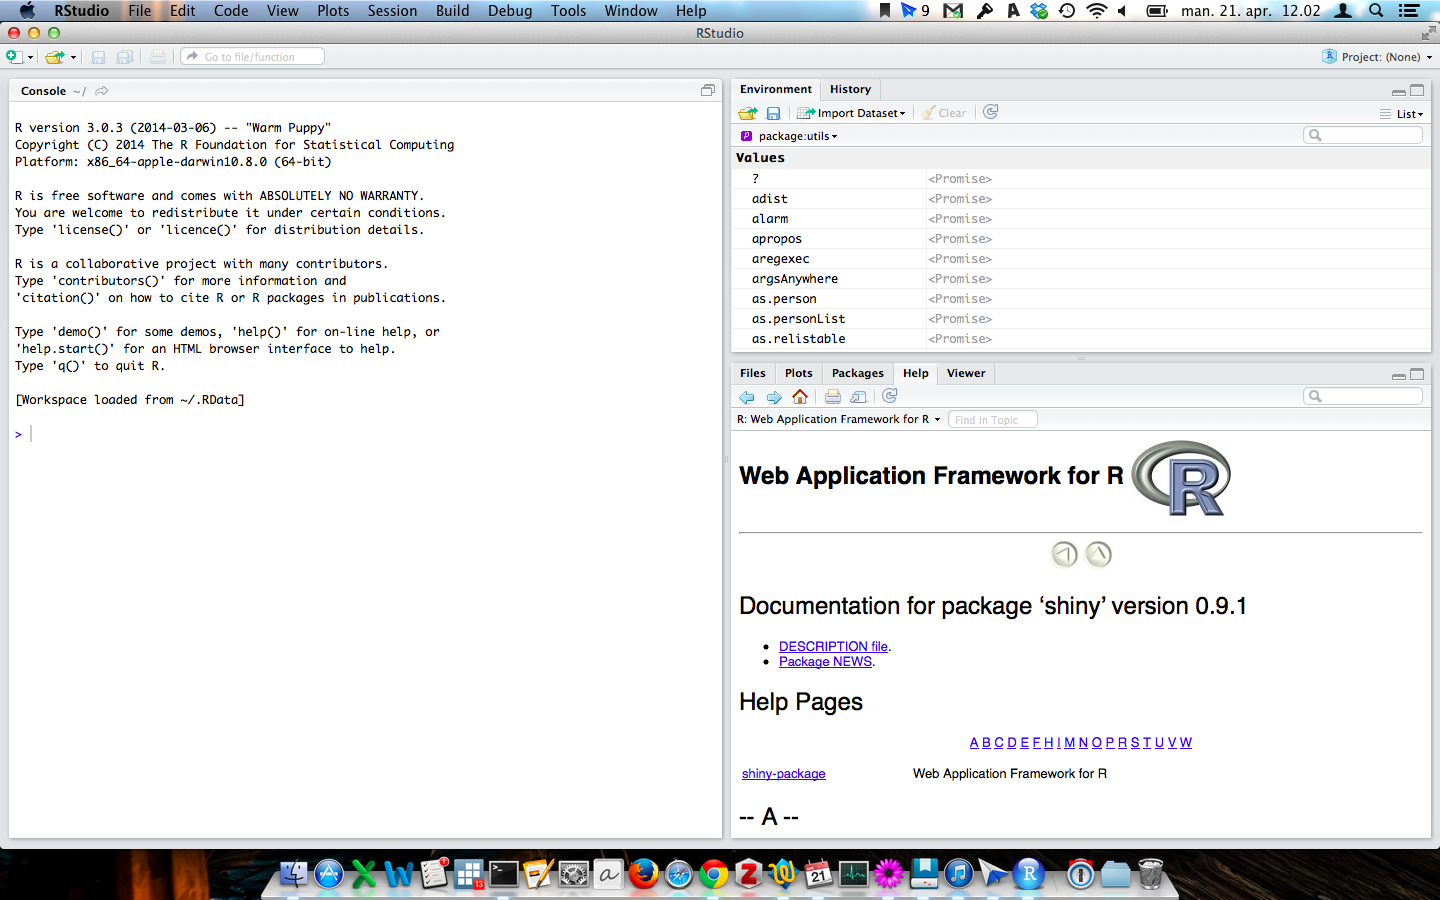 RStudio File Edit Code View Plots Session Build Debug Tools Window Help 9 man. 21. apr. 12.02
RStudio
Go to file/function
Project: (None)
Console ~/
R version 3.0.3 (2014-03-06) -- "Warm Puppy"
Copyright (C) 2014 The R Foundation for Statistical Computing
Platform: x86_64-apple-darwin10.8.0 (64-bit)
R is free software and comes with ABSOLUTELY NO WARRANTY.
You are welcome to redistribute it under certain conditions.
Type 'license()' or 'licence()' for distribution details.
R is a collaborative project with many contributors.
Type 'contributors()' for more information and
'citation()' on how to cite R or R packages in publications.
Type 'demo()' for some demos, 'help()' for on-line help, or
'help.start()' for an HTML browser interface to help.
Type 'q()' to quit R.
[Workspace loaded from ~/.RData]
>
Environment History
Import Dataset Clear List
package:utils
Values
? <Promise>
adist <Promise>
alarm <Promise>
apropos <Promise>
aregexec <Promise>
argsAnywhere <Promise>
as.person <Promise>
as.personList <Promise>
as.relistable <Promise>
Files Plots Packages Help Viewer
R: Web Application Framework for R Find in Topic
Web Application Framework for R R
Documentation for package ‘shiny’ version 0.9.1
DESCRIPTION file.
Package NEWS.
Help Pages
A B C D E F H I M N O P R S T U V W
shiny-package Web Application Framework for R
-- A --
13
21
R